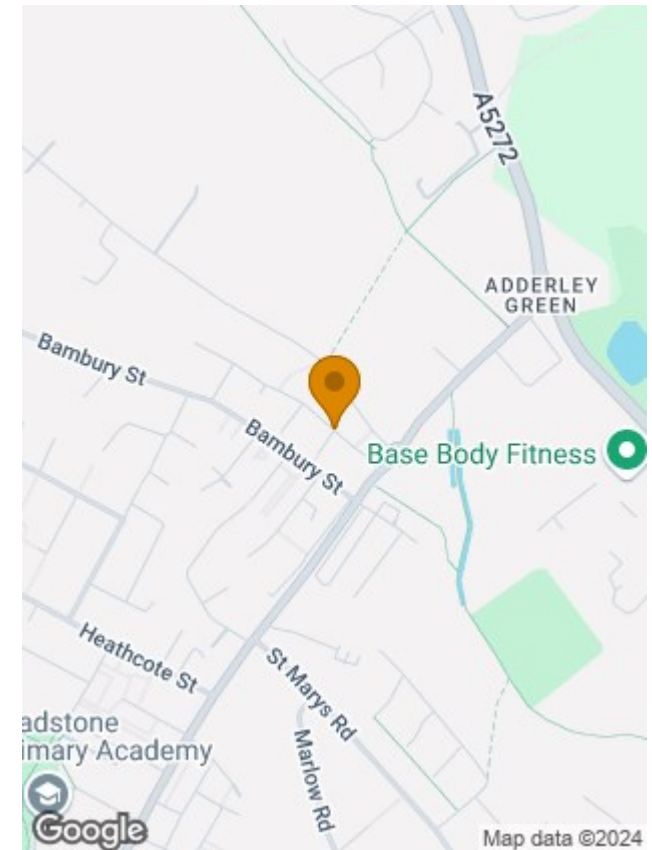 A5272
ADDERLEY
GREEN
Bambury St
Bambury St
Base Body Fitness
Heathcote St
St Marys Rd
Marlow Rd
adstone
imary Academy
Google
Map data ©2024